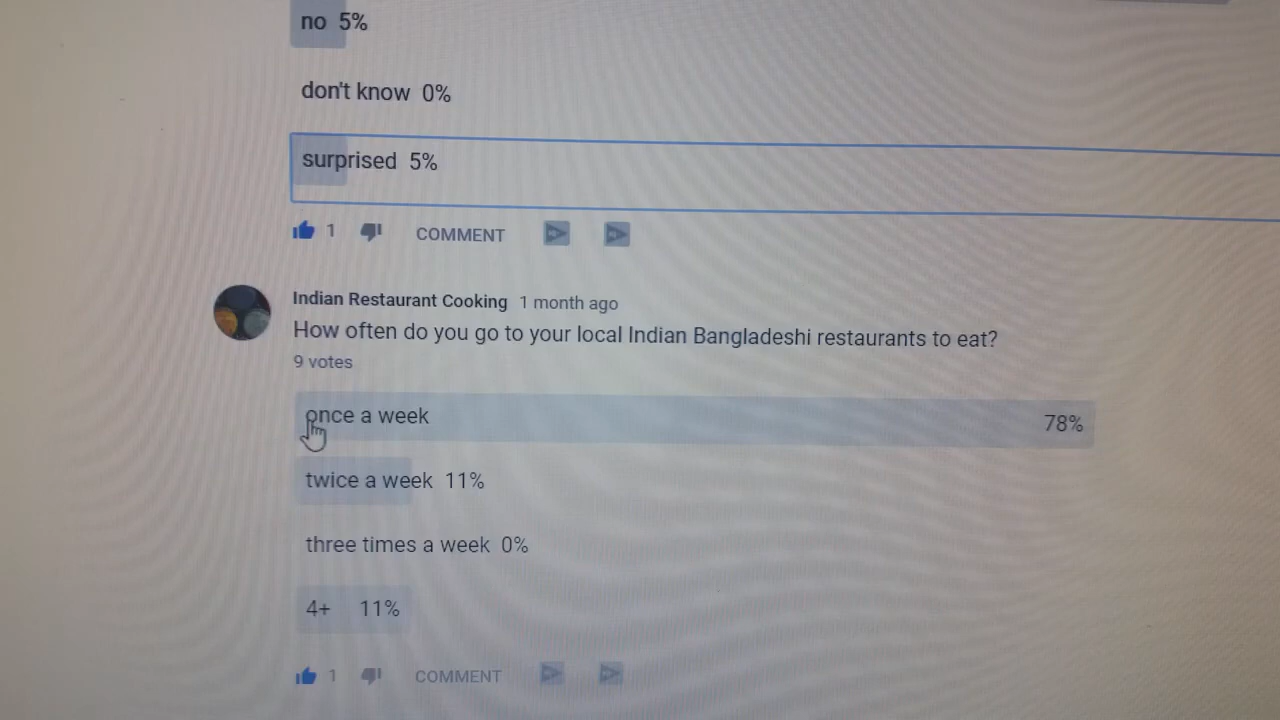 no 5%
don't know 0%
surprised 5%
1 COMMENT
Indian Restaurant Cooking 1 month ago
How often do you go to your local Indian Bangladeshi restaurants to eat?
9 votes
once a week 78%
twice a week 11%
three times a week 0%
4+ 11%
1 COMMENT